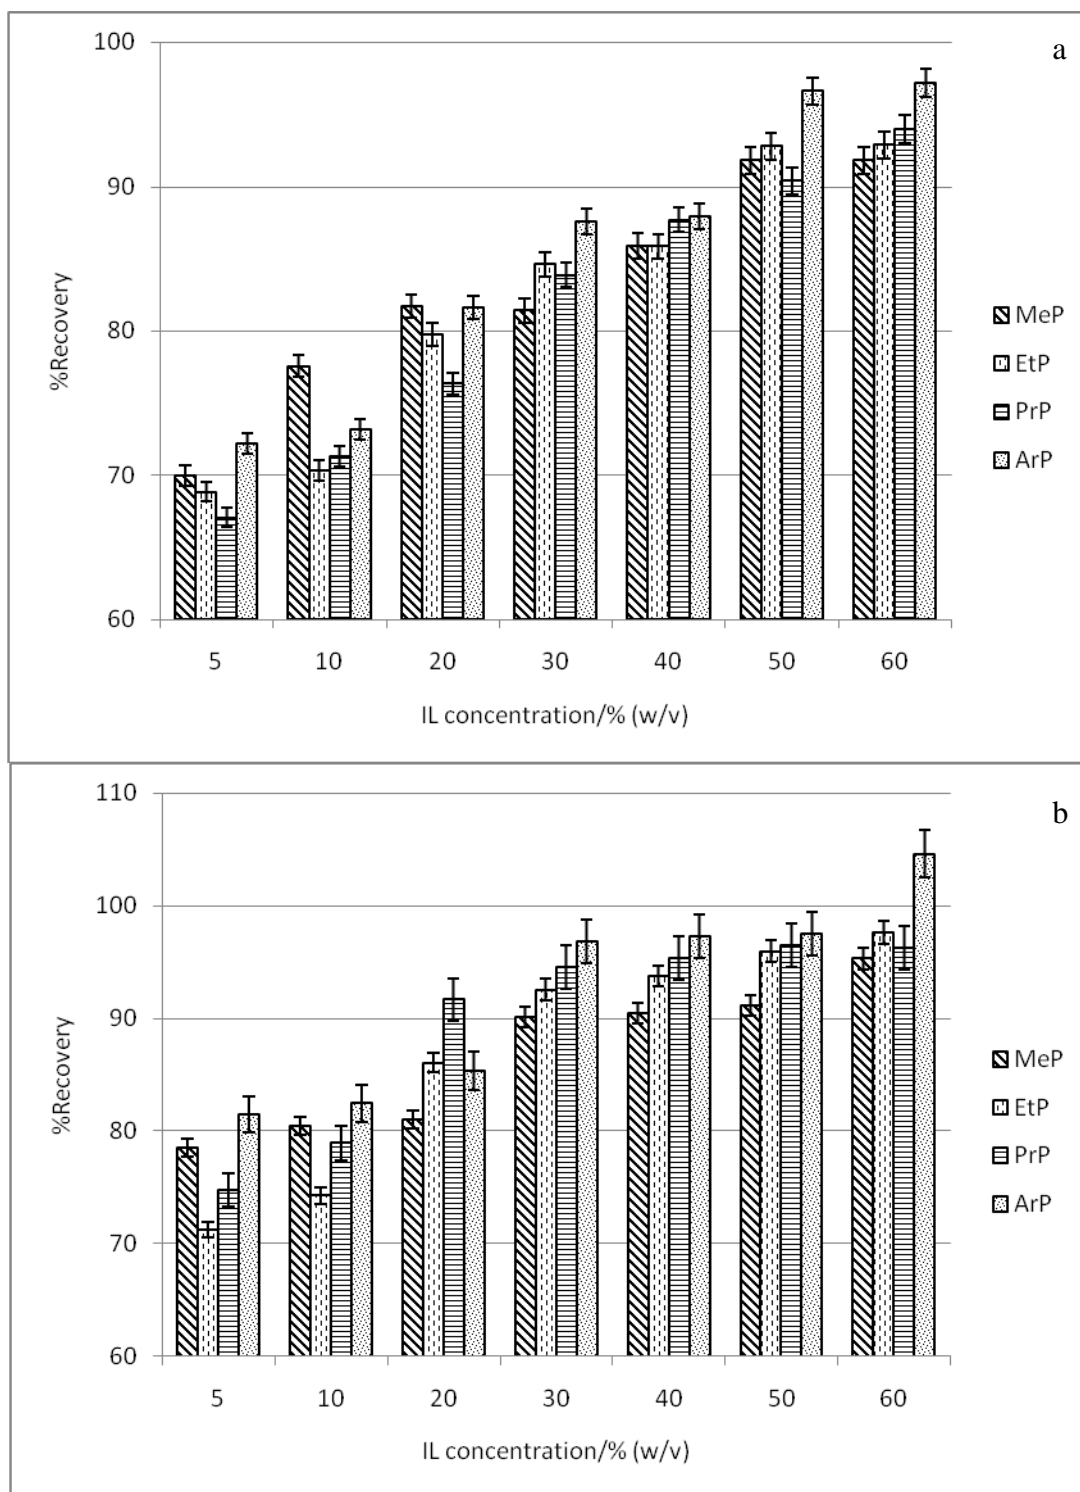 a
100
90
80
70
60
%Recovery
5 10 20 30 40 50 60
IL concentration/% (w/v)
MeP
EtP
PrP
ArP
b
110
100
90
80
70
60
%Recovery
5 10 20 30 40 50 60
IL concentration/% (w/v)
MeP
EtP
PrP
ArP